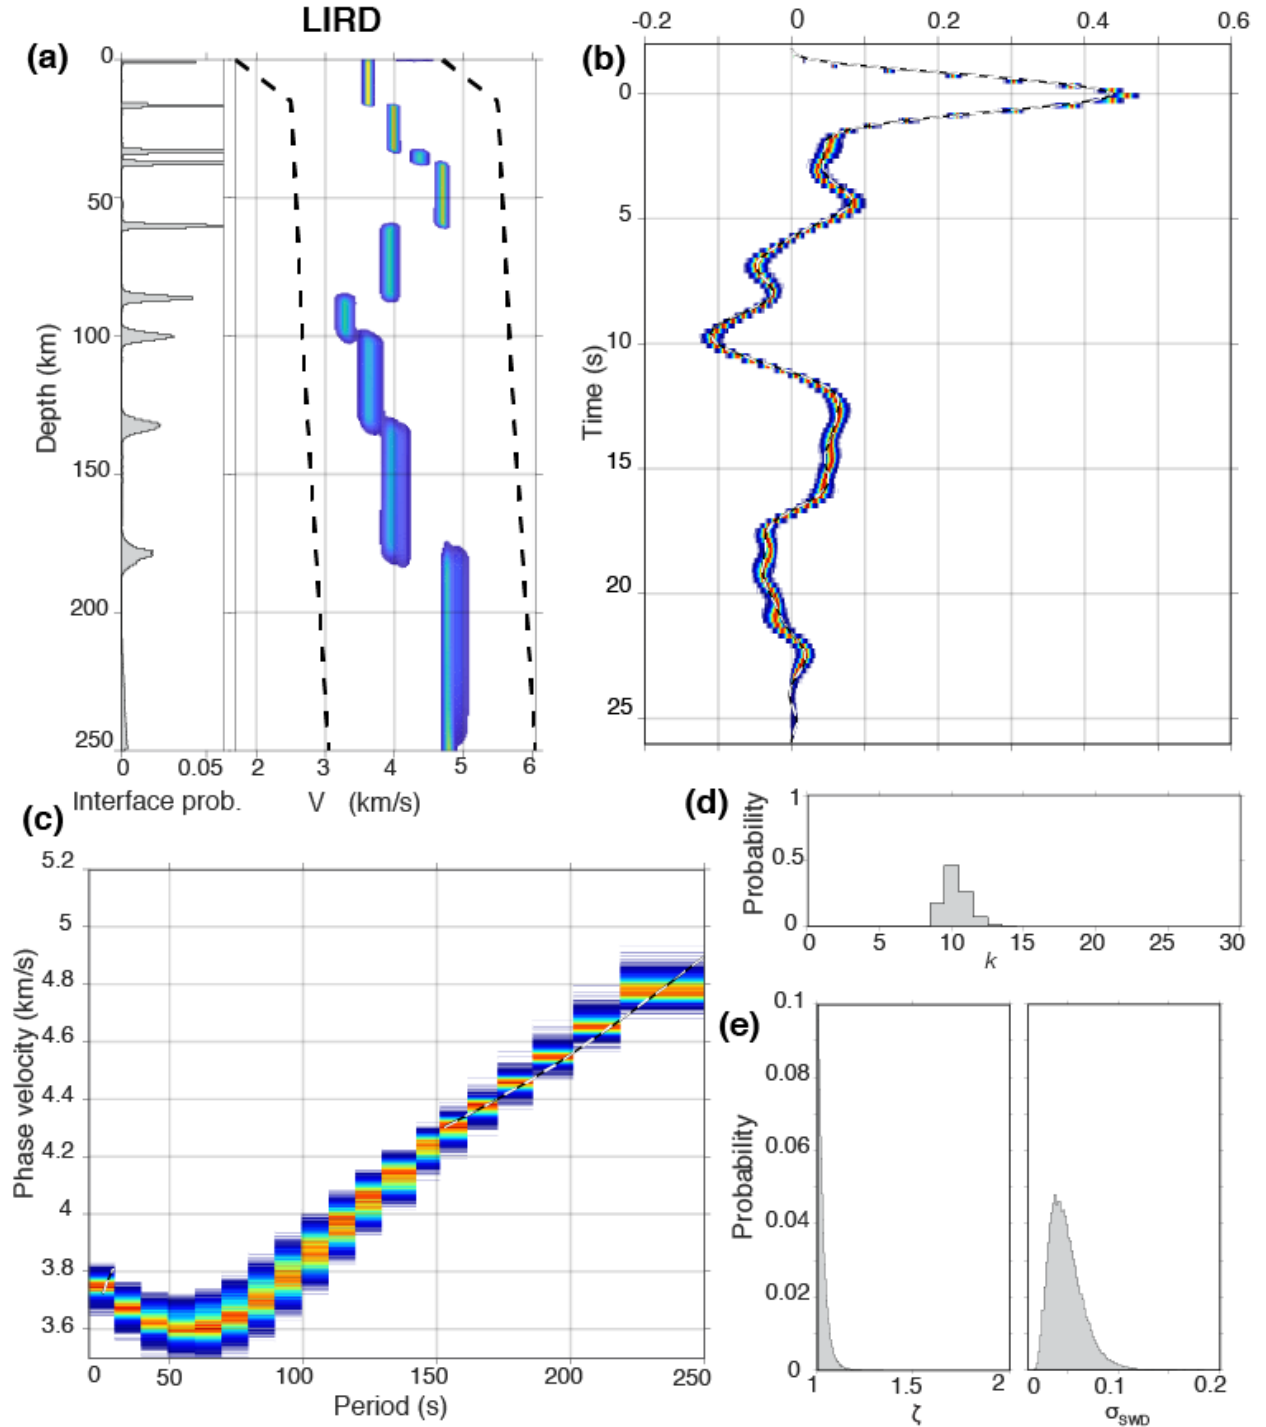 LIRD
(a)
0
50
100
150
200
250
Depth (km)
0 0.05 2 3 4 5 6
Interface prob. V (km/s)
(b)
-0.2 0 0.2 0.4 0.6
0
5
10
15
20
25
Time (s)
(c)
5.2
5
4.8
4.6
4.4
4.2
4
3.8
3.6
Phase velocity (km/s)
0 50 100 150 200 250
Period (s)
(d)
1
0.5
0
Probability
0 5 10 15 20 25 30
k
(e)
0.1
0.08
0.06
0.04
0.02
0
Probability
1 1.5 2 0 0.1 0.2
ζ σSWD